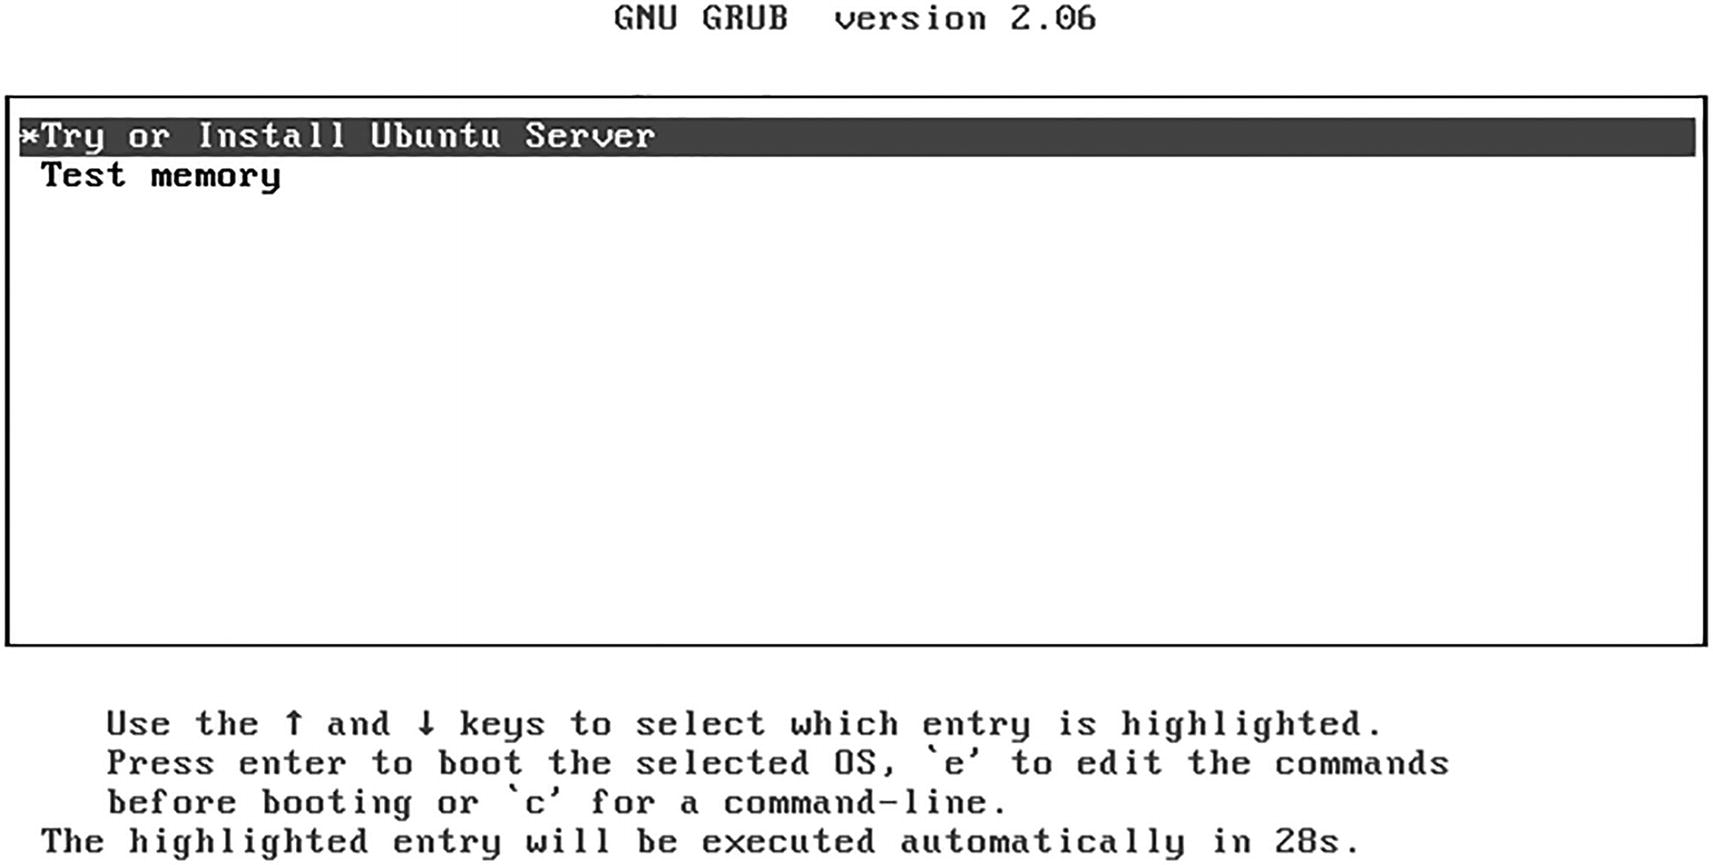 GNU GRUB  version 2.06
*Try or Install Ubuntu Server
Test memory
Use the ↑ and ↓ keys to select which entry is highlighted.
Press enter to boot the selected OS, `e' to edit the commands
before booting or `c' for a command-line.
The highlighted entry will be executed automatically in 28s.